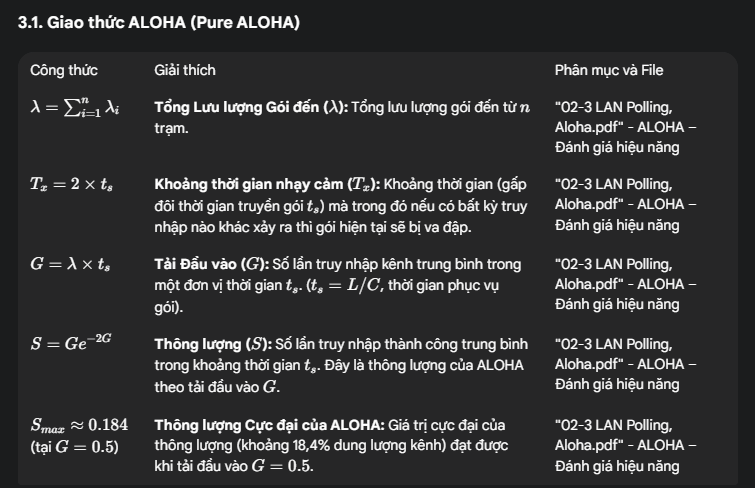 3.1. Giao thức ALOHA (Pure ALOHA)
Công thức Giải thích Phân mục và File
λ = ∑ⁿᵢ₌₁ λᵢ Tổng Lưu lượng Gói đến (λ): Tổng lưu lượng gói đến từ n "02-3 LAN Polling,
trạm. Aloha.pdf" - ALOHA –
Đánh giá hiệu năng
Tₓ = 2 × tₛ Khoảng thời gian nhạy cảm (Tₓ): Khoảng thời gian (gấp "02-3 LAN Polling,
đôi thời gian truyền gói tₛ) mà trong đó nếu có bất kỳ truy Aloha.pdf" - ALOHA –
nhập nào khác xảy ra thì gói hiện tại sẽ bị va đập. Đánh giá hiệu năng
G = λ × tₛ Tải Đầu vào (G): Số lần truy nhập kênh trung bình trong "02-3 LAN Polling,
một đơn vị thời gian tₛ. (tₛ = L/C, thời gian phục vụ Aloha.pdf" - ALOHA –
gói). Đánh giá hiệu năng
S = Ge⁻²ᴳ Thông lượng (S): Số lần truy nhập thành công trung bình "02-3 LAN Polling,
trong khoảng thời gian tₛ. Đây là thông lượng của ALOHA Aloha.pdf" - ALOHA –
theo tải đầu vào G. Đánh giá hiệu năng
Sₘₐₓ ≈ 0.184 Thông lượng Cực đại của ALOHA: Giá trị cực đại của "02-3 LAN Polling,
(tại G = 0.5) thông lượng (khoảng 18,4% dung lượng kênh) đạt được Aloha.pdf" - ALOHA –
khi tải đầu vào G = 0.5. Đánh giá hiệu năng